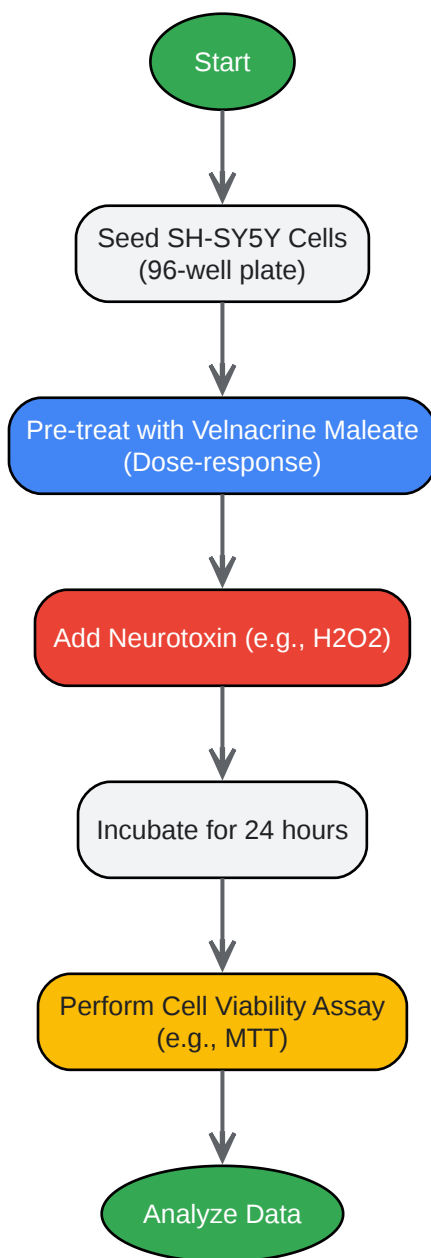 Start
Seed SH-SY5Y Cells
(96-well plate)
Pre-treat with Velnacrine Maleate
(Dose-response)
Add Neurotoxin (e.g., H2O2)
Incubate for 24 hours
Perform Cell Viability Assay
(e.g., MTT)
Analyze Data